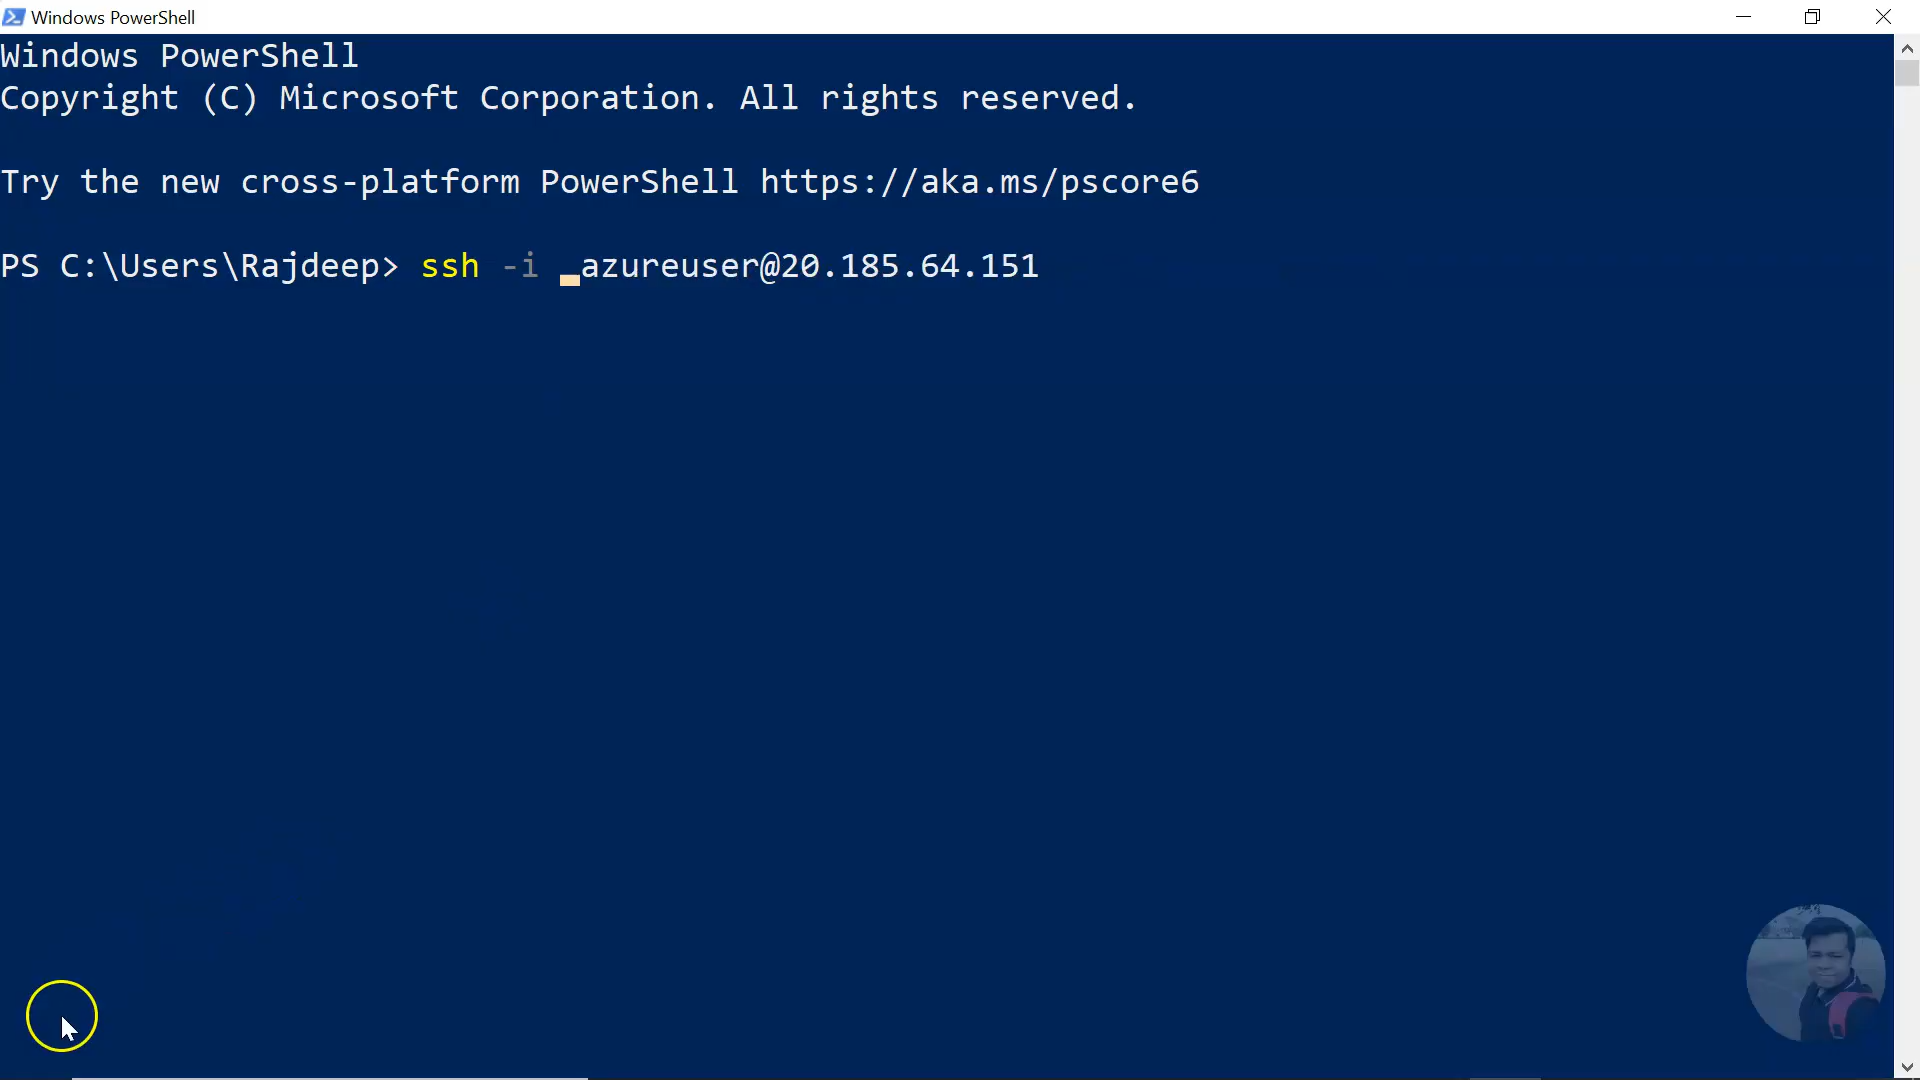 Windows PowerShell
Windows PowerShell
Copyright (C) Microsoft Corporation. All rights reserved.
Try the new cross-platform PowerShell https://aka.ms/pscore6
PS C:\Users\Rajdeep> ssh -i _azureuser@20.185.64.151